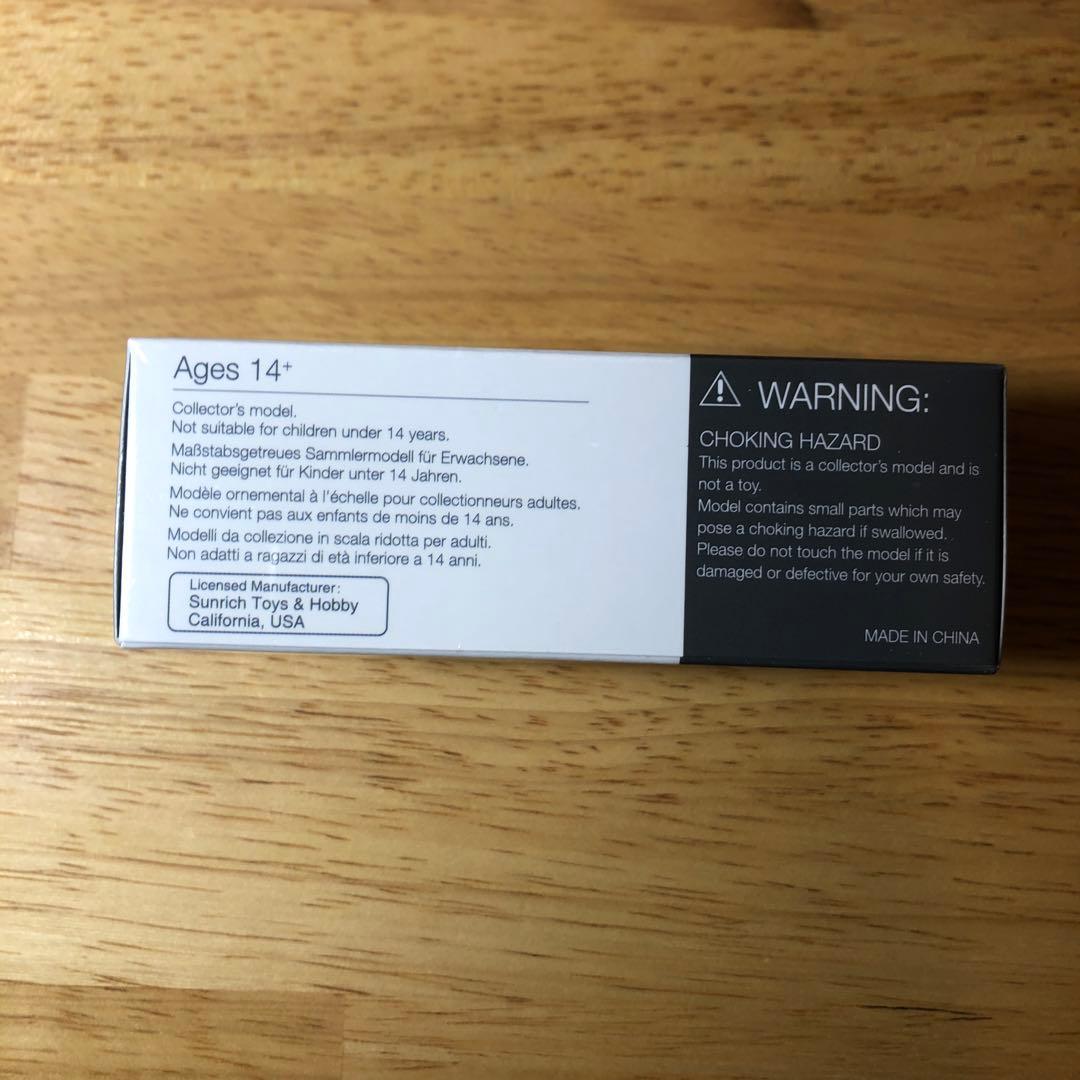 Ages 14+
Collector's model.
Not suitable for children under 14 years.
Maßstabsgetreues Sammlermodell für Erwachsene.
Nicht geeignet für Kinder unter 14 Jahren.
Modèle ornemental à l'échelle pour collectionneurs adultes.
Ne convient pas aux enfants de moins de 14 ans.
Modelli da collezione in scala ridotta per adulti.
Non adatti a ragazzi di età inferiore a 14 anni.
Licensed Manufacturer:
Sunrich Toys & Hobby
California, USA
WARNING:
CHOKING HAZARD
This product is a collector's model and is
not a toy.
Model contains small parts which may
pose a choking hazard if swallowed.
Please do not touch the model if it is
damaged or defective for your own safety.
MADE IN CHINA